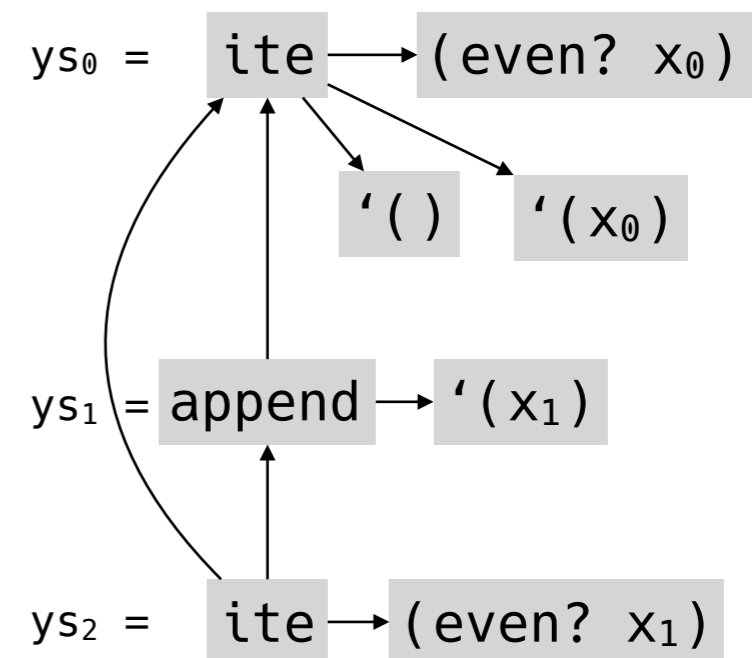 ys₀ = ite (even? x₀)
‘() ‘(x₀)
ys₁ = append ‘(x₁)
ys₂ = ite (even? x₁)